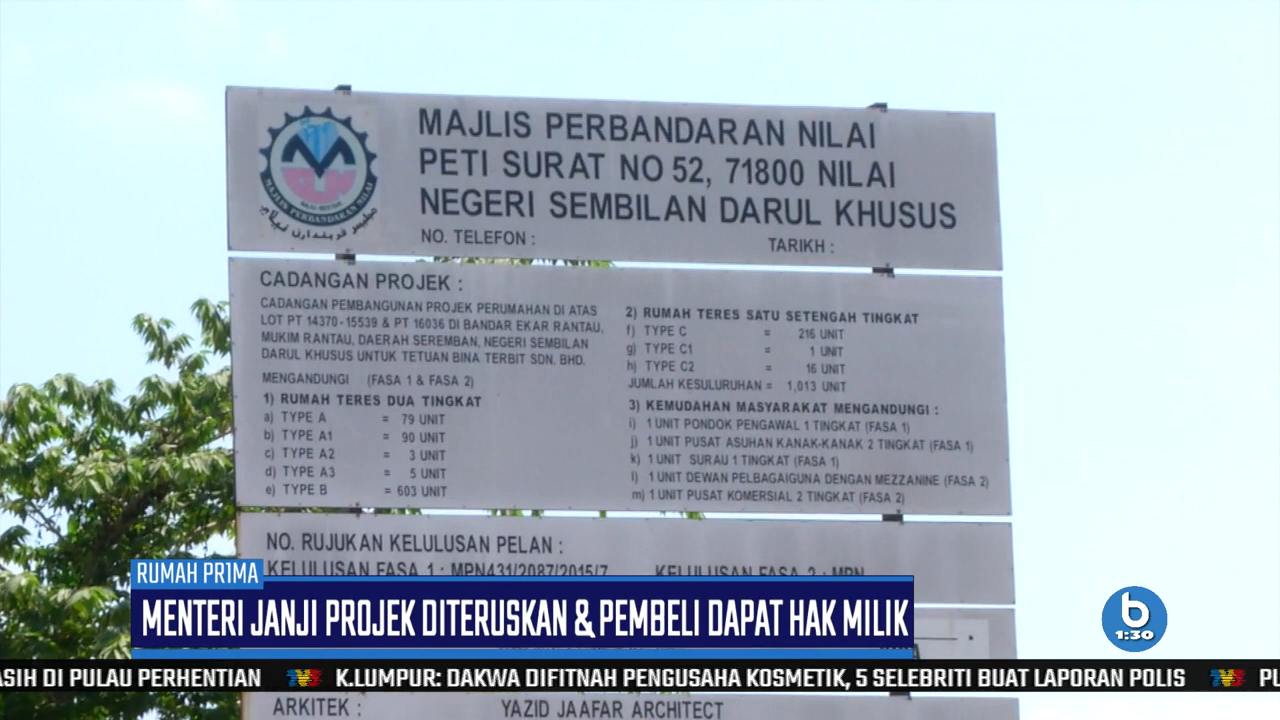 MAJLIS PERBANDARAN NILAI
PETI SURAT NO 52, 71800 NILAI
NEGERI SEMBILAN DARUL KHUSUS
NO. TELEFON : TARIKH :
MAJLIS PERBANDARAN NILAI
CADANGAN PROJEK :
CADANGAN PEMBANGUNAN PROJEK PERUMAHAN DI ATAS
LOT PT 14370-15539 & PT 16036 DI BANDAR EKAR RANTAU,
MUKIM RANTAU, DAERAH SEREMBAN, NEGERI SEMBILAN
DARUL KHUSUS UNTUK TETUAN BINA TERBIT SDN. BHD.
MENGANDUNGI (FASA 1 & FASA 2)
1) RUMAH TERES DUA TINGKAT
a) TYPE A = 79 UNIT
b) TYPE A1 = 90 UNIT
c) TYPE A2 = 3 UNIT
d) TYPE A3 = 5 UNIT
e) TYPE B = 603 UNIT
2) RUMAH TERES SATU SETENGAH TINGKAT
f) TYPE C = 216 UNIT
g) TYPE C1 = 1 UNIT
h) TYPE C2 = 16 UNIT
JUMLAH KESULURUHAN = 1,013 UNIT
3) KEMUDAHAN MASYARAKAT MENGANDUNGI :
i) 1 UNIT PONDOK PENGAWAL 1 TINGKAT (FASA 1)
j) 1 UNIT PUSAT ASUHAN KANAK-KANAK 2 TINGKAT (FASA 1)
k) 1 UNIT SURAU 1 TINGKAT (FASA 1)
l) 1 UNIT DEWAN PELBAGAIGUNA DENGAN MEZZANINE (FASA 2)
m) 1 UNIT PUSAT KOMERSIAL 2 TINGKAT (FASA 2)
NO. RUJUKAN KELULUSAN PELAN :
KELULUSAN FASA 1 : MPN431/2087/2015/7 KELULUSAN FASA 2 : MPN
RUMAH PR1MA
MENTERI JANJI PROJEK DITERUSKAN & PEMBELI DAPAT HAK MILIK
b
1:30
ASIH DI PULAU PERHENTIAN TV3 K.LUMPUR: DAKWA DIFITNAH PENGUSAHA KOSMETIK, 5 SELEBRITI BUAT LAPORAN POLIS TV3 PU
ARKITEK : YAZID JAAFAR ARCHITECT